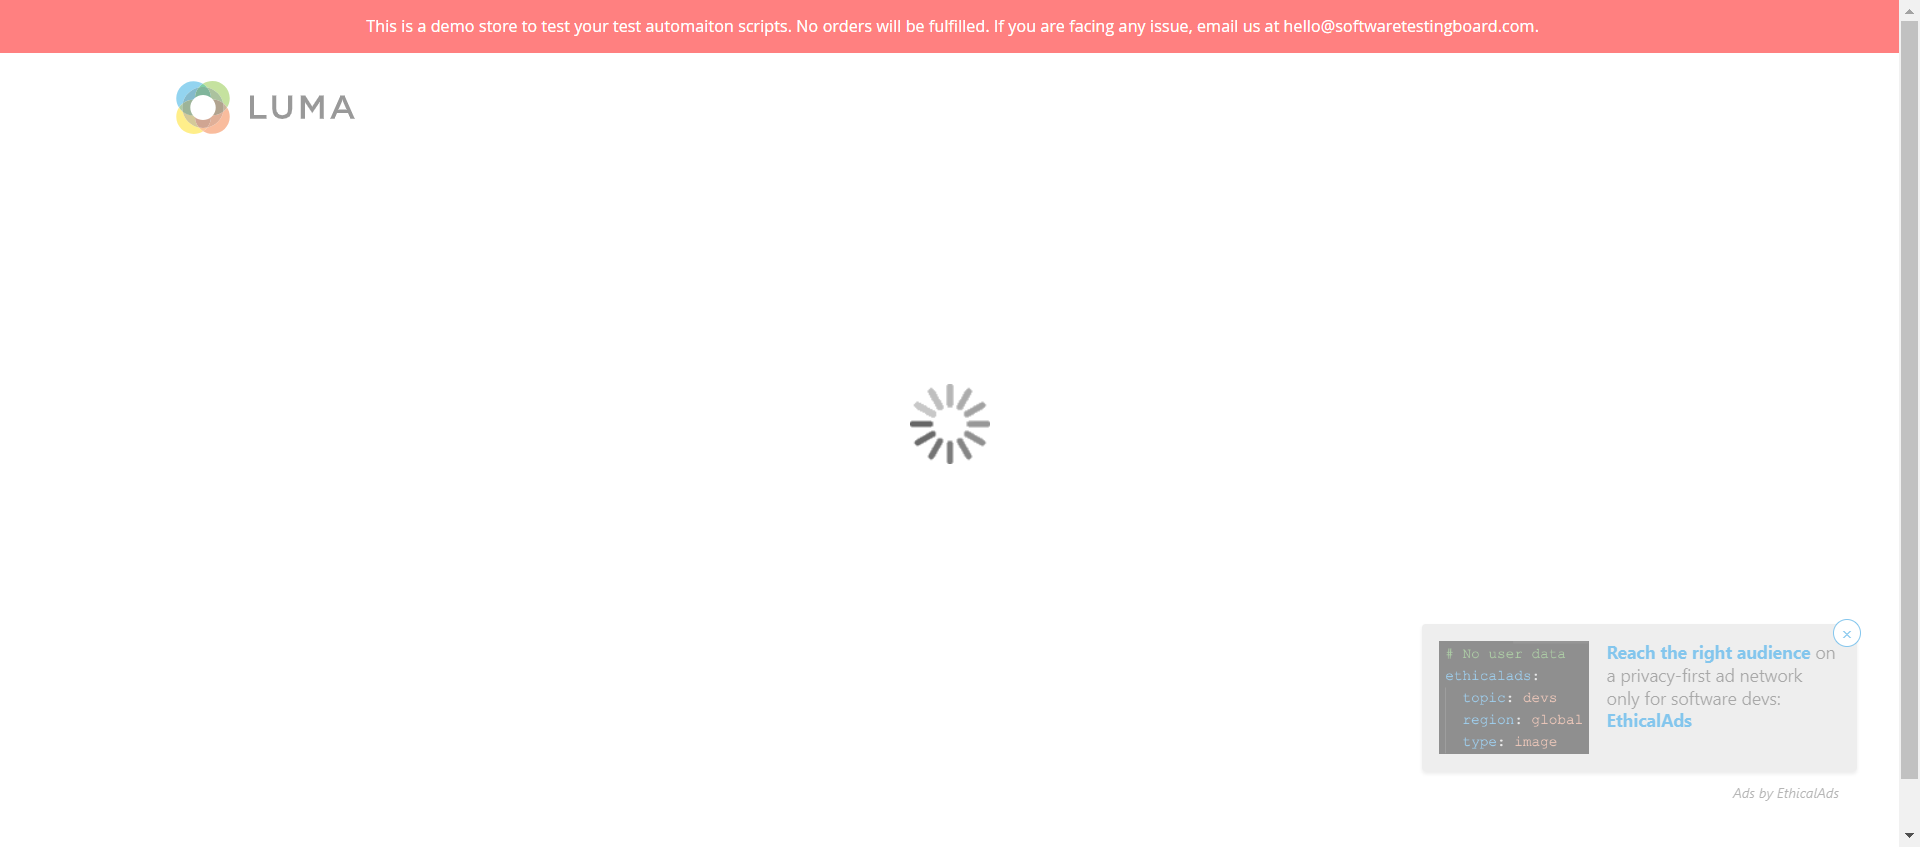 This is a demo store to test your test automaiton scripts. No orders will be fulfilled. If you are facing any issue, email us at hello@softwaretestingboard.com.
LUMA
# No user data
ethicalads:
topic: devs
region: global
type: image
Reach the right audience on
a privacy-first ad network
only for software devs:
EthicalAds
Ads by EthicalAds